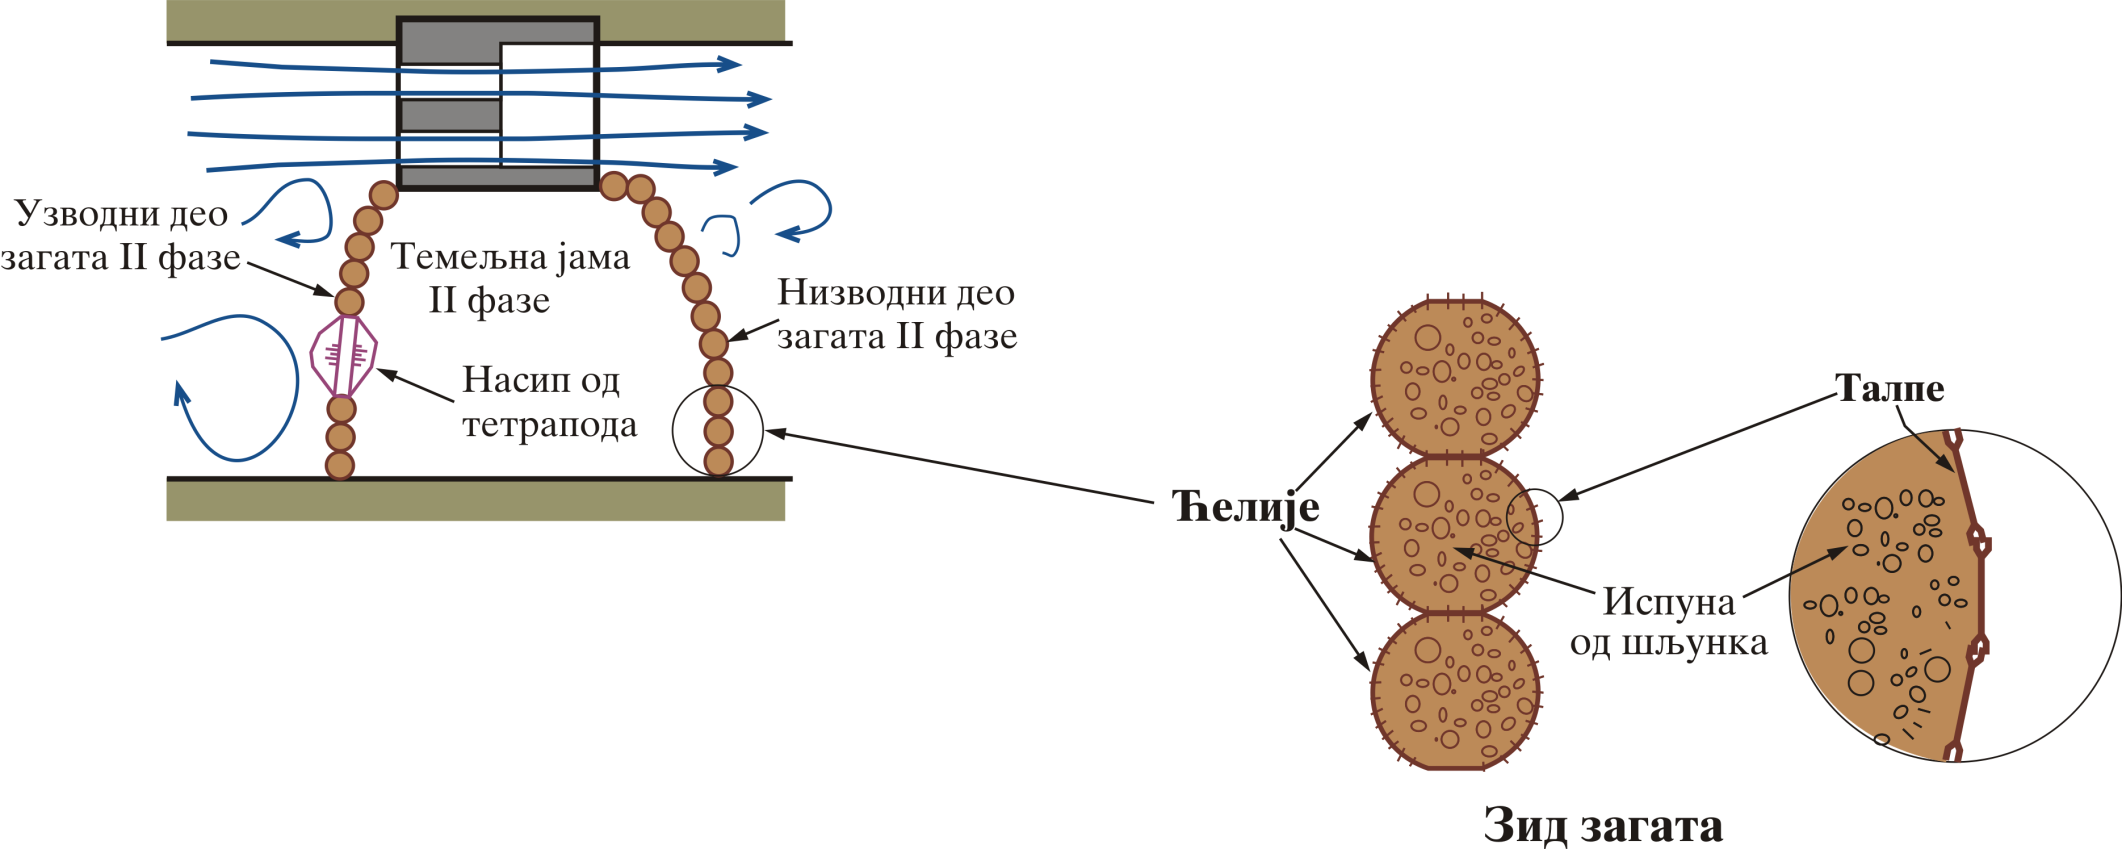 Узводни део
загата II фазе
Темељна јама
II фазе
Низводни део
загата II фазе
Насип од
тетрапода
Ћелије
Талпе
Испуна
од шљунка
Зид загата